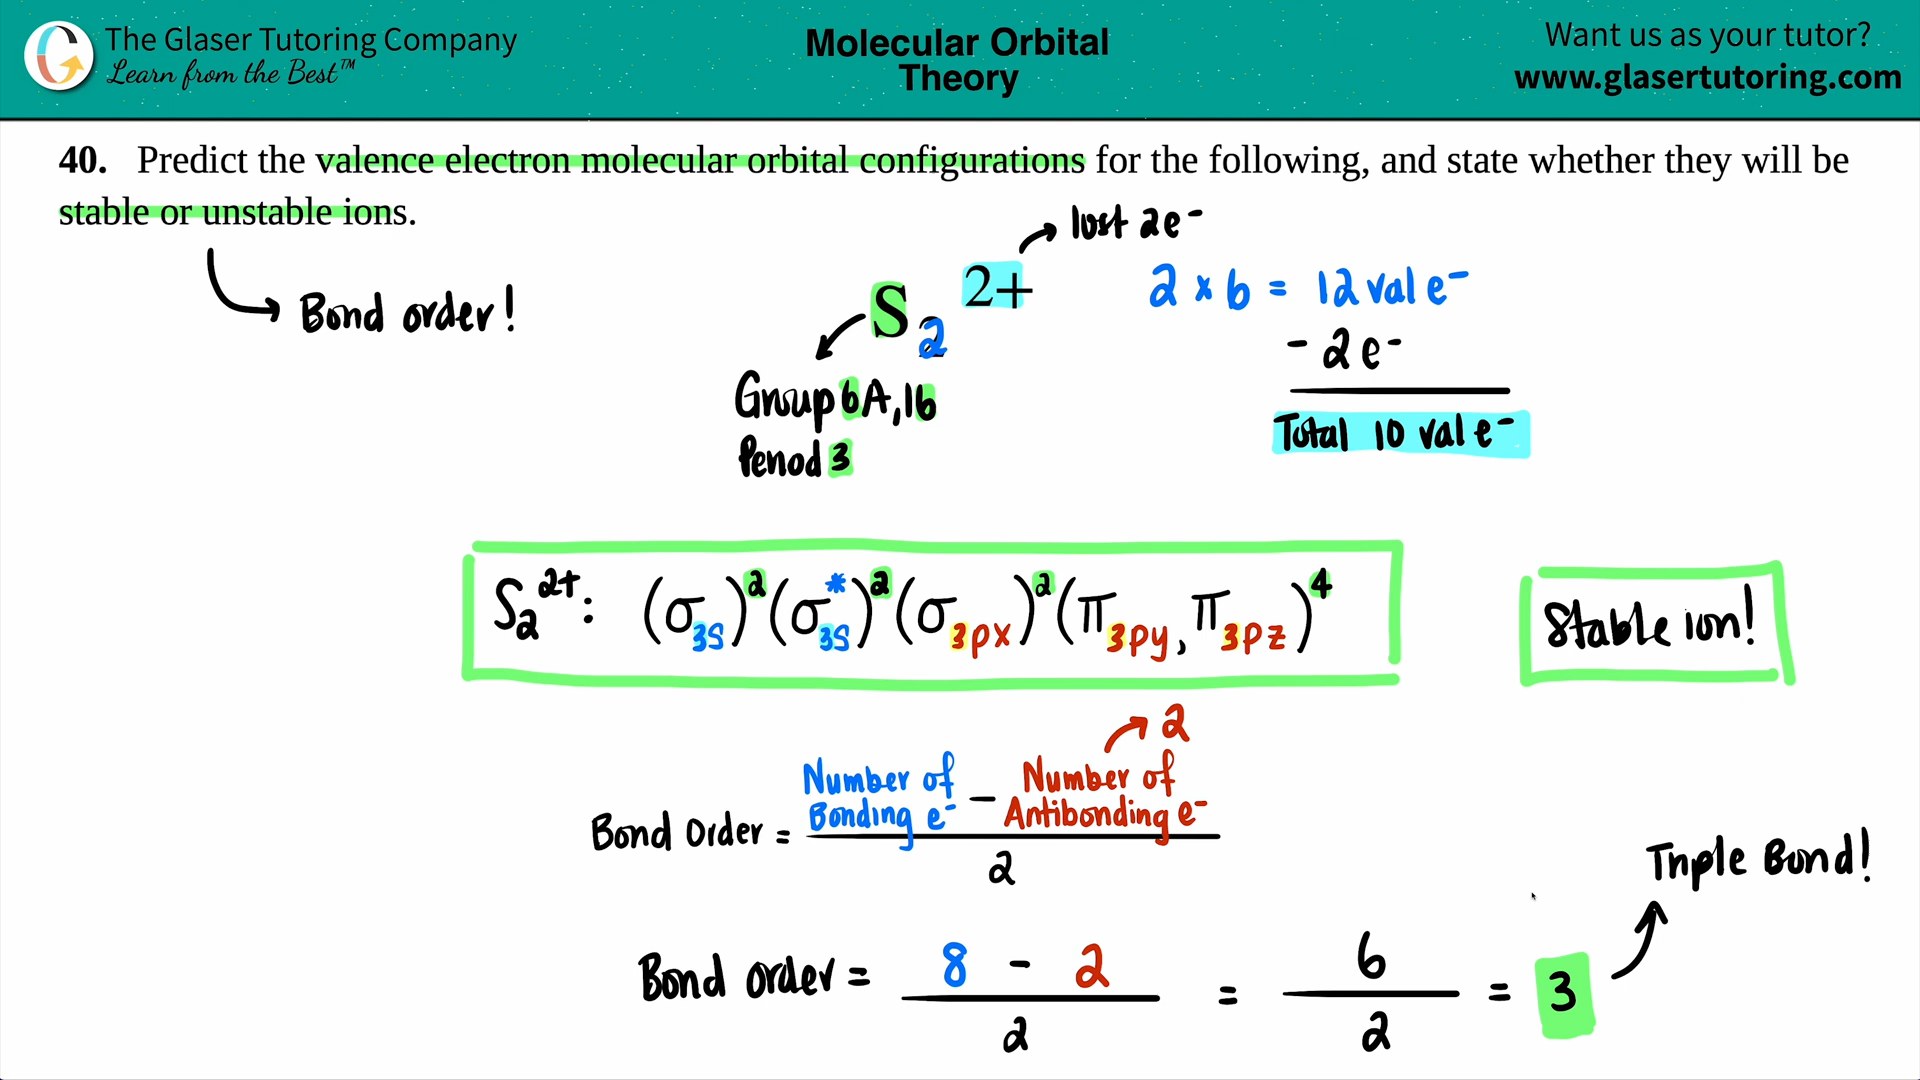 The Glaser Tutoring Company
Learn from the Best™
Molecular Orbital
Theory
Want us as your tutor?
www.glasertutoring.com
40. Predict the valence electron molecular orbital configurations for the following, and state whether they will be
stable or unstable ions.
Bond order!
lost 2e⁻
S₂ 2+
2 × 6 = 12 val e⁻
- 2e⁻
Total 10 val e⁻
Group 6A, 16
Period 3
S₂²⁺: (σ3s)² (σ*3s)² (σ3px)² (π3py, π3pz)⁴
Stable ion!
2
Bond Order = Number of Bonding e⁻ − Number of Antibonding e⁻
2
Triple Bond!
Bond order = 8 - 2 / 2 = 6 / 2 = 3